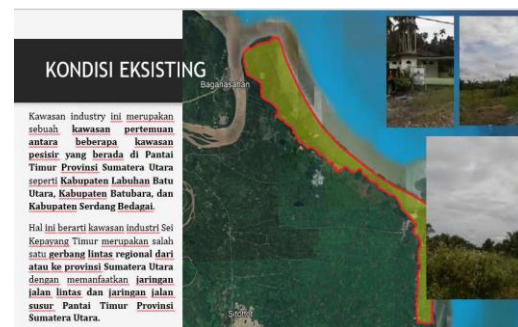 KONDISI EKSISTING
Kawasan industry ini merupakan
sebuah kawasan pertemuan
antara beberapa kawasan
pesisir yang berada di Pantai
Timur Provinsi Sumatera Utara
seperti Kabupaten Labuhan Batu
Utara, Kabupaten Batubara, dan
Kabupaten Serdang Bedagai.
Hal ini berarti kawasan industri Sei
Kepayang Timur merupakan salah
satu gerbang lintas regional dari
atau ke provinsi Sumatera Utara
dengan memanfaatkan jaringan
jalan lintas dan jaringan jalan
susur Pantai Timur Provinsi
Sumatera Utara.
Baganasahan